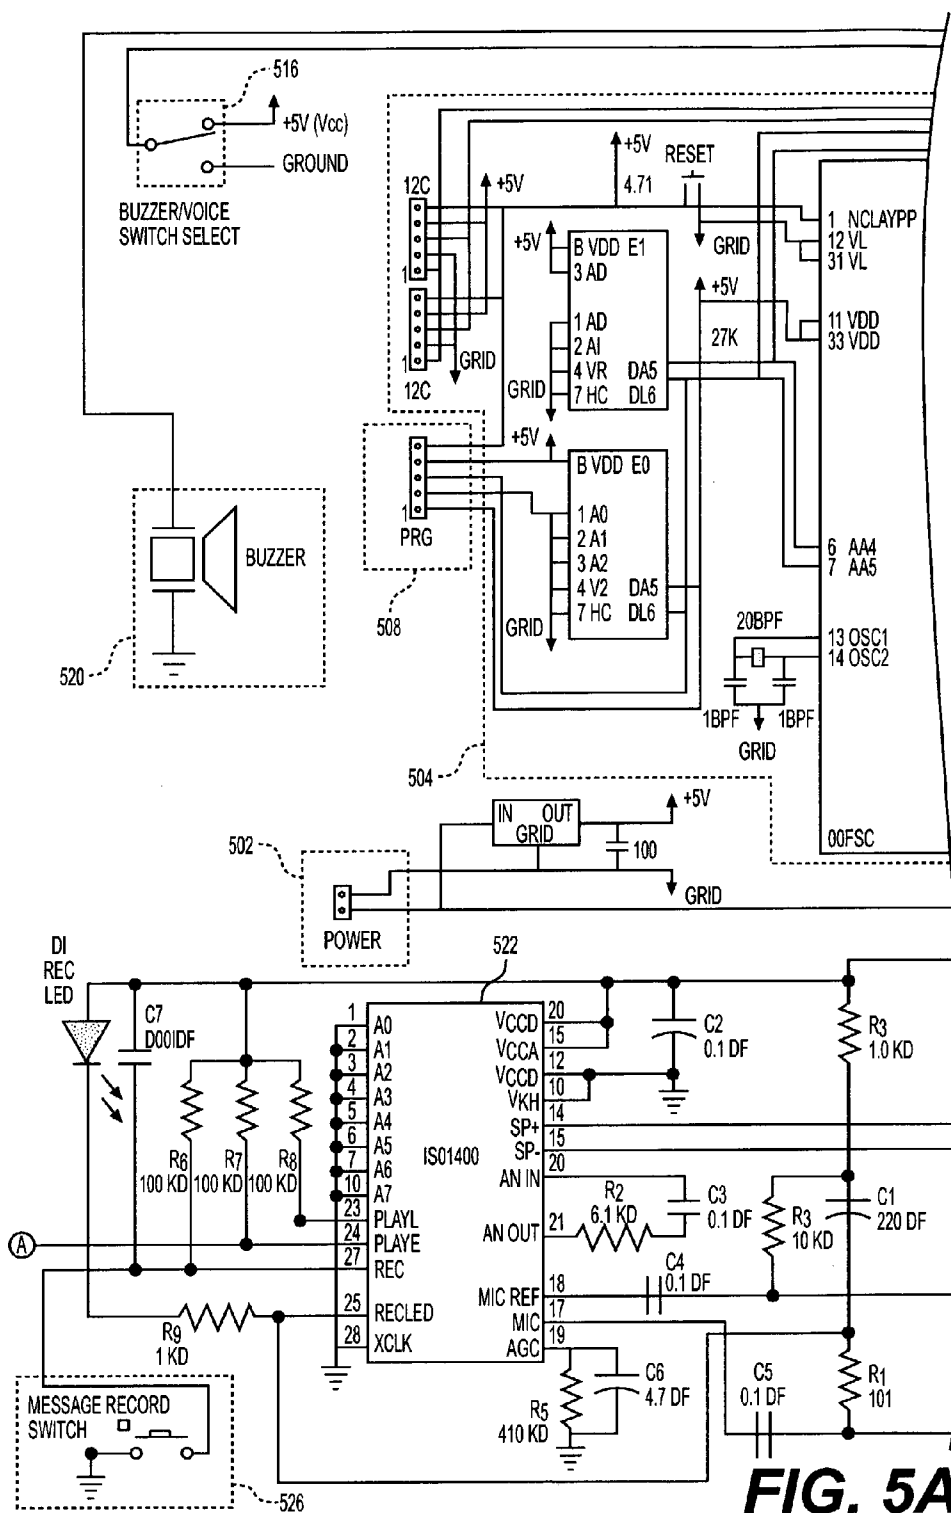 516
+5V (Vcc)
GROUND
BUZZER/VOICE
SWITCH SELECT
12C
+5V
1
1
12C
GRID
+5V
4.71
RESET
GRID
1 NCLAYPP
12 VL
31 VL
+5V
B VDD E1
3 AD
1 AD
2 AI
4 VR DA5
7 HC DL6
GRID
+5V
27K
11 VDD
33 VDD
+5V
B VDD E0
1 A0
2 A1
3 A2
4 V2 DA5
7 HC DL6
GRID
1
PRG
508
BUZZER
520
6 AA4
7 AA5
20BPF
13 OSC1
14 OSC2
1BPF 1BPF
GRID
504
00FSC
IN OUT
GRID
+5V
100
GRID
502
POWER
522
DI
REC
LED
C7
D00IDF
R6
100 KD
R7
100 KD
R8
100 KD
1 A0
2 A1
3 A2
4 A3
5 A4
6 A5
7 A6
10 A7
23 PLAYL
24 PLAYE
27 REC
25 RECLED
28 XCLK
IS01400
VCCD 20
VCCA 15
VCCD 12
VKH 10
SP+ 14
SP- 15
AN IN 20
AN OUT 21
MIC REF 18
MIC 17
AGC 19
C2
0.1 DF
R3
1.0 KD
R2
6.1 KD
C3
0.1 DF
R3
10 KD
C1
220 DF
C4
0.1 DF
A
R9
1 KD
R5
410 KD
C6
4.7 DF
C5
0.1 DF
R1
101
MESSAGE RECORD
SWITCH
526
FIG. 5A